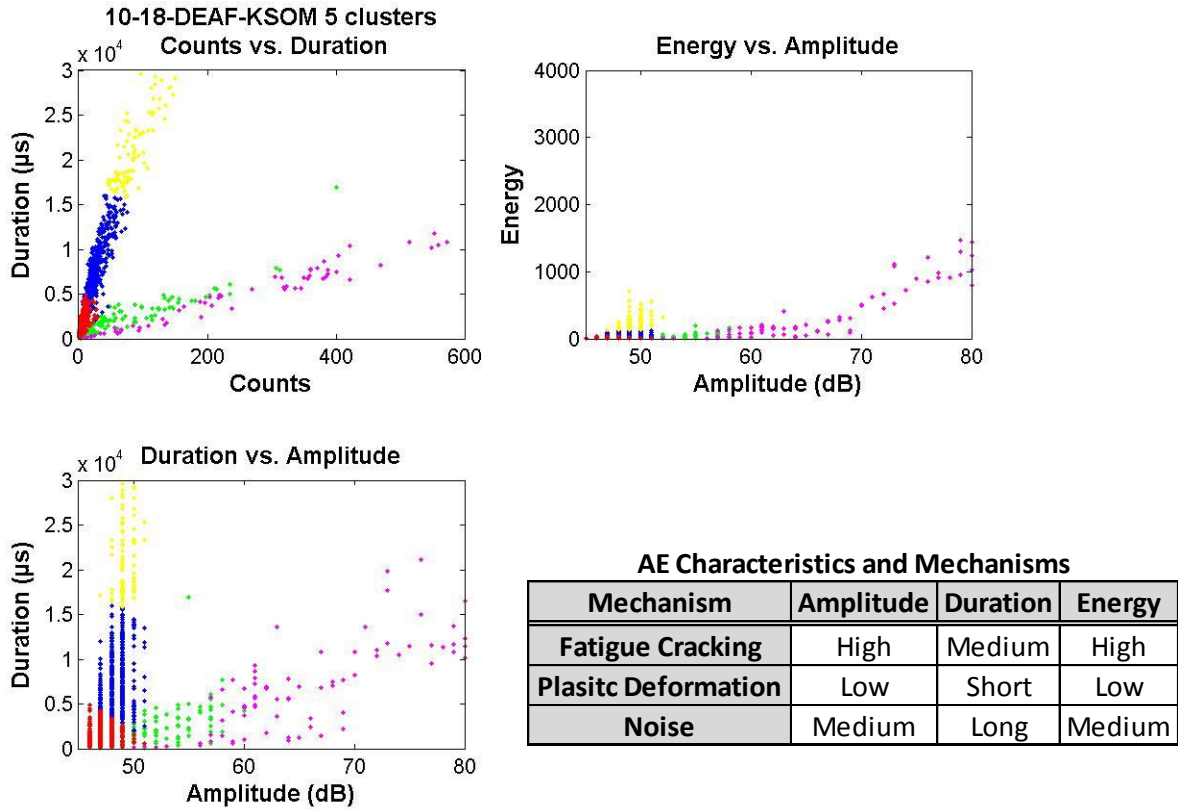 10-18-DEAF-KSOM 5 clusters
Counts vs. Duration
x 10^4
3
2.5
2
1.5
1
0.5
0
0 200 400 600
Duration (μs)
Counts
Energy vs. Amplitude
4000
3000
2000
1000
0
50 60 70 80
Energy
Amplitude (dB)
Duration vs. Amplitude
x 10^4
3
2.5
2
1.5
1
0.5
0
50 60 70 80
Duration (μs)
Amplitude (dB)
AE Characteristics and Mechanisms
Mechanism Amplitude Duration Energy
Fatigue Cracking High Medium High
Plasitc Deformation Low Short Low
Noise Medium Long Medium